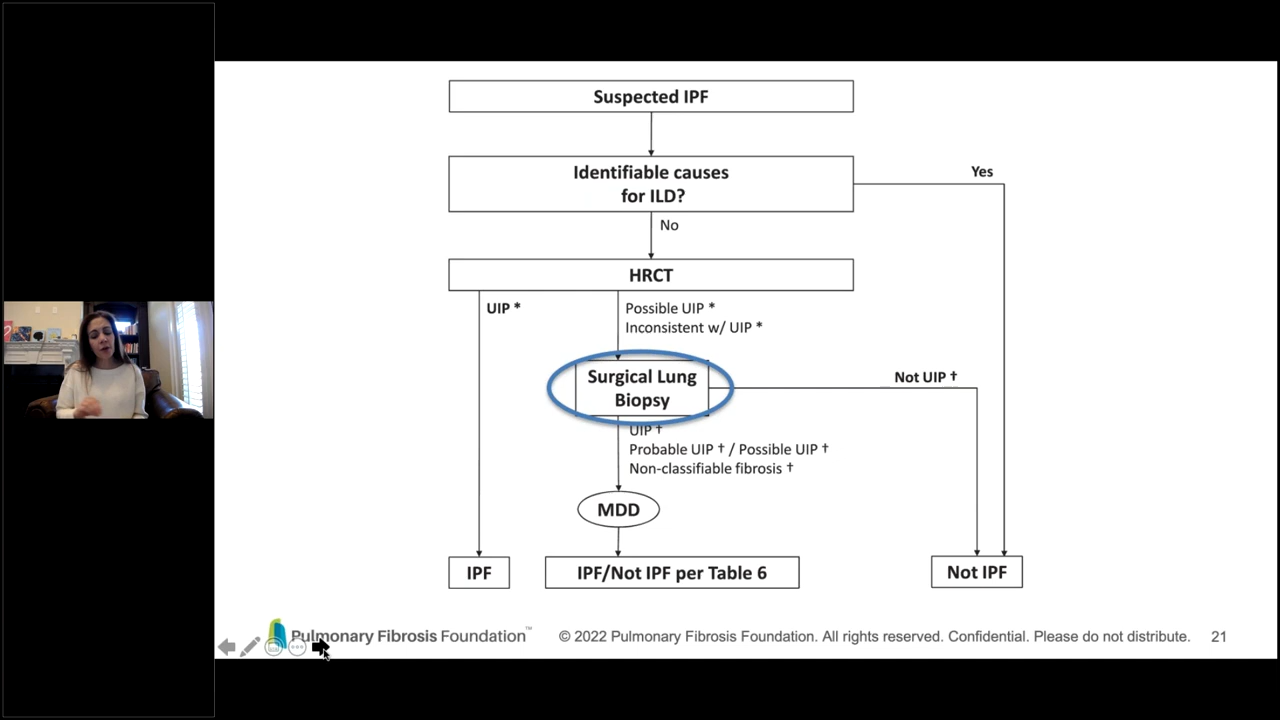 Suspected IPF
Identifiable causes
for ILD?
Yes
No
HRCT
UIP *
Possible UIP *
Inconsistent w/ UIP *
Surgical Lung
Biopsy
Not UIP †
UIP †
Probable UIP † / Possible UIP †
Non-classifiable fibrosis †
MDD
IPF
IPF/Not IPF per Table 6
Not IPF
Pulmonary Fibrosis Foundation™
© 2022 Pulmonary Fibrosis Foundation. All rights reserved. Confidential. Please do not distribute.
21